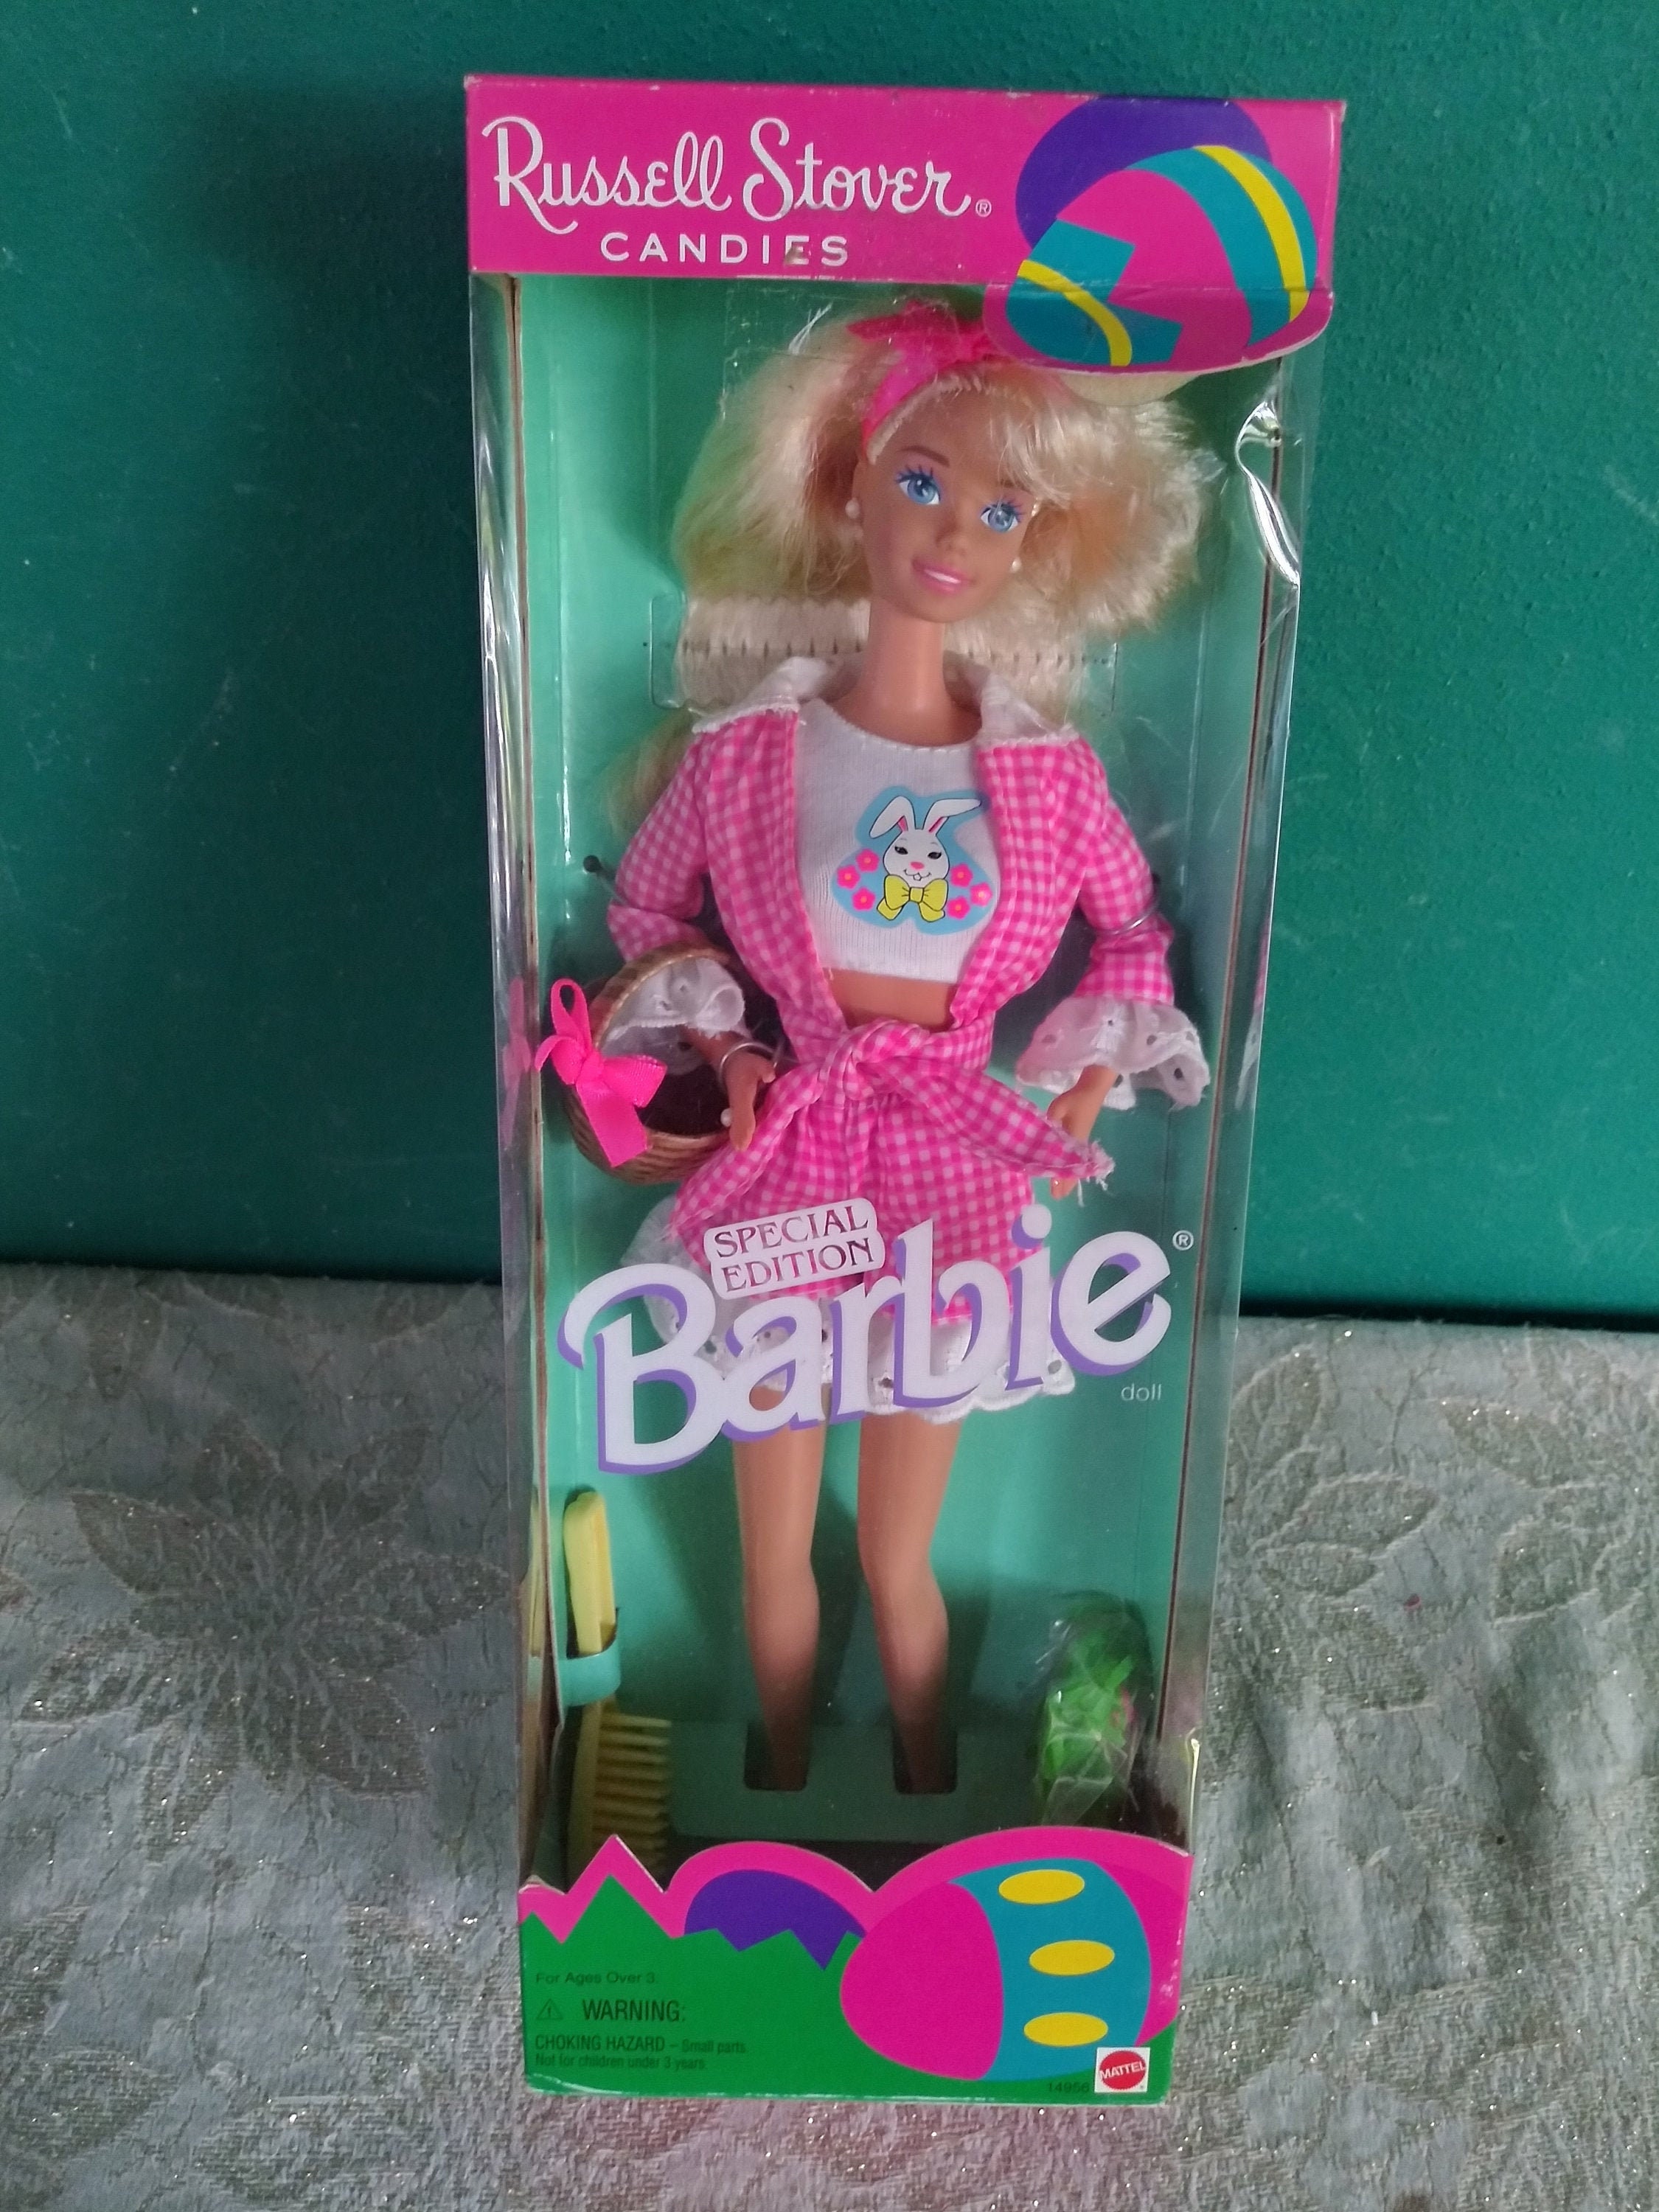 Russell Stover®
CANDIES
SPECIAL
EDITION
Barbie®
doll
For Ages Over 3.
⚠ WARNING:
CHOKING HAZARD – Small parts.
Not for children under 3 years.
14956
MATTEL